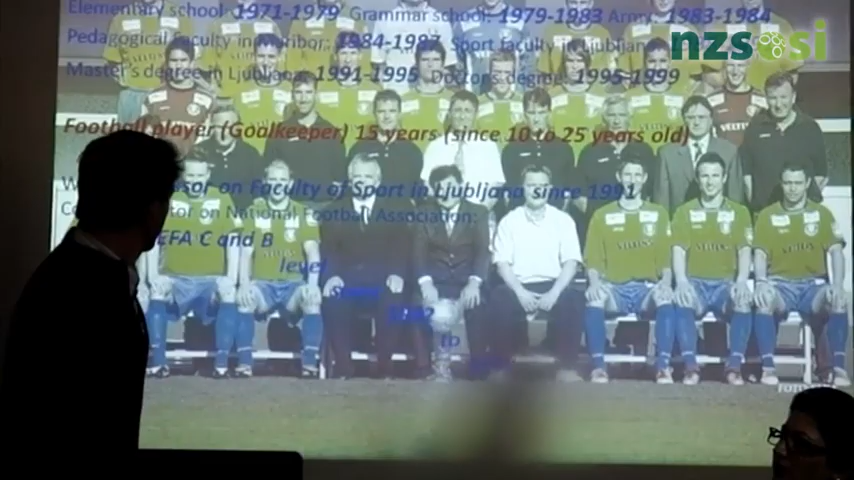 Elementary school: 1971-1979 Grammar school: 1979-1983 Army: 1983-1984
nzs si
Pedagogical Faculty in Maribor: 1984-1987 Sport faculty in Ljubljana
Master's degree in Ljubljana: 1991-1995 Doctor's degree: 1995-1999
Football player (Goalkeeper) 15 years (since 10 to 25 years old)
on Faculty of Sport in Ljubljana since 1991
on National Football Association:
C and B
level
since
to